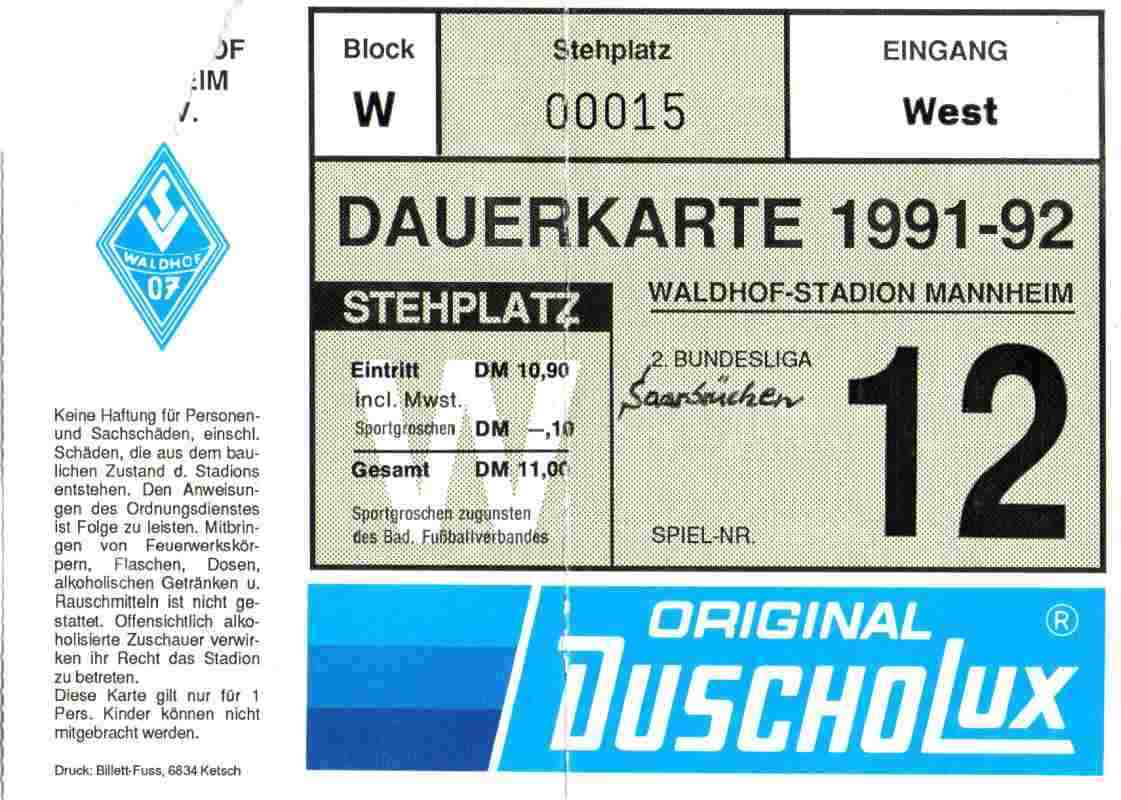 OF
EIM
V.
SV
WALDHOF
07
Keine Haftung für Personen-
und Sachschäden, einschl.
Schäden, die aus dem bau-
lichen Zustand d. Stadions
entstehen. Den Anweisun-
gen des Ordnungsdienstes
ist Folge zu leisten. Mitbrin-
gen von Feuerwerkskör-
pern, Flaschen, Dosen,
alkoholischen Getränken u.
Rauschmitteln ist nicht ge-
stattet. Offensichtlich alko-
holisierte Zuschauer verwir-
ken ihr Recht das Stadion
zu betreten.
Diese Karte gilt nur für 1
Pers. Kinder können nicht
mitgebracht werden.
Druck: Billett-Fuss, 6834 Ketsch
Block
W
Stehplatz
00015
EINGANG
West
DAUERKARTE 1991-92
STEHPLATZ
Eintritt DM 10,90
incl. Mwst.
Sportgroschen DM —,10
Gesamt DM 11,00
Sportgroschen zugunsten
des Bad. Fußballverbandes
W
WALDHOF-STADION MANNHEIM
2. BUNDESLIGA
Saarbrücken
12
SPIEL-NR.
ORIGINAL ®
DUSCHOLUX